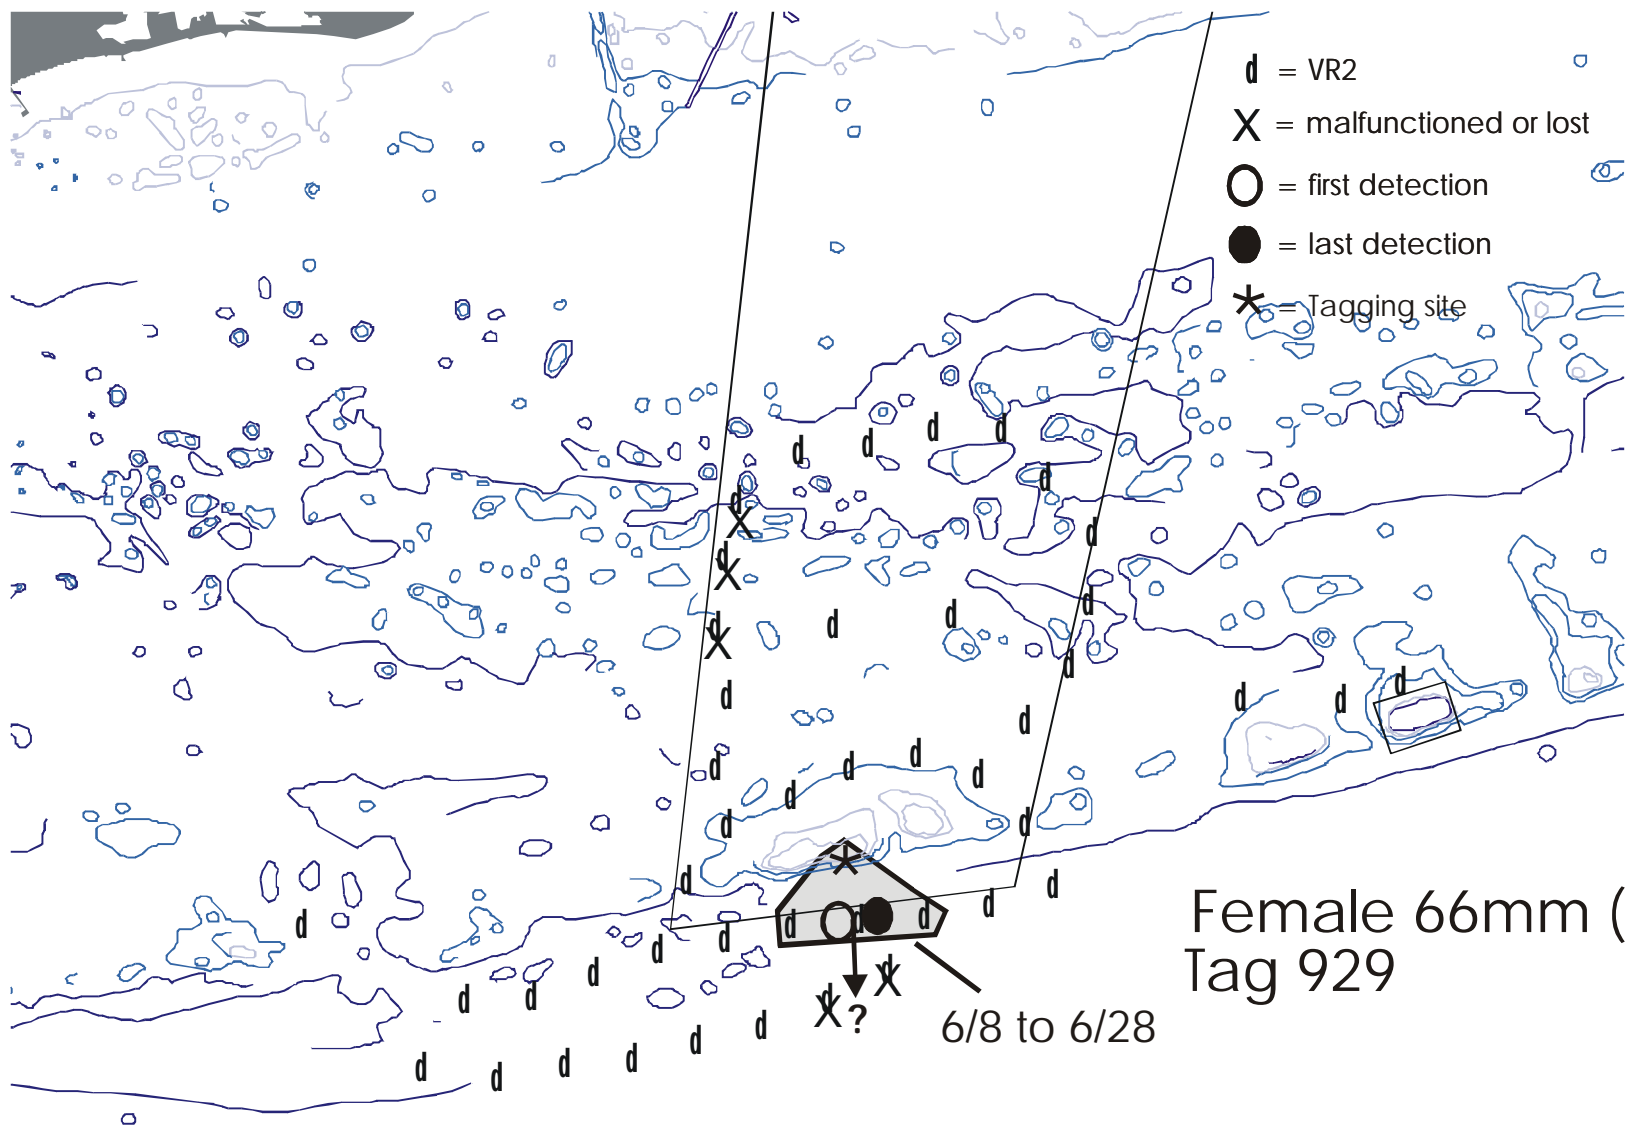 d = VR2
X = malfunctioned or lost
= first detection
= last detection
* = Tagging site
d d d d
d
d
X
d
d
X
d
d d d
X
d
d
d
d d d
d
d
d d d d
d
d d
d
*
d
d
d
d d d d d
d
d
d
d d
d X
d X ?
d
d
d d d d
Female 66mm (
Tag 929
6/8 to 6/28